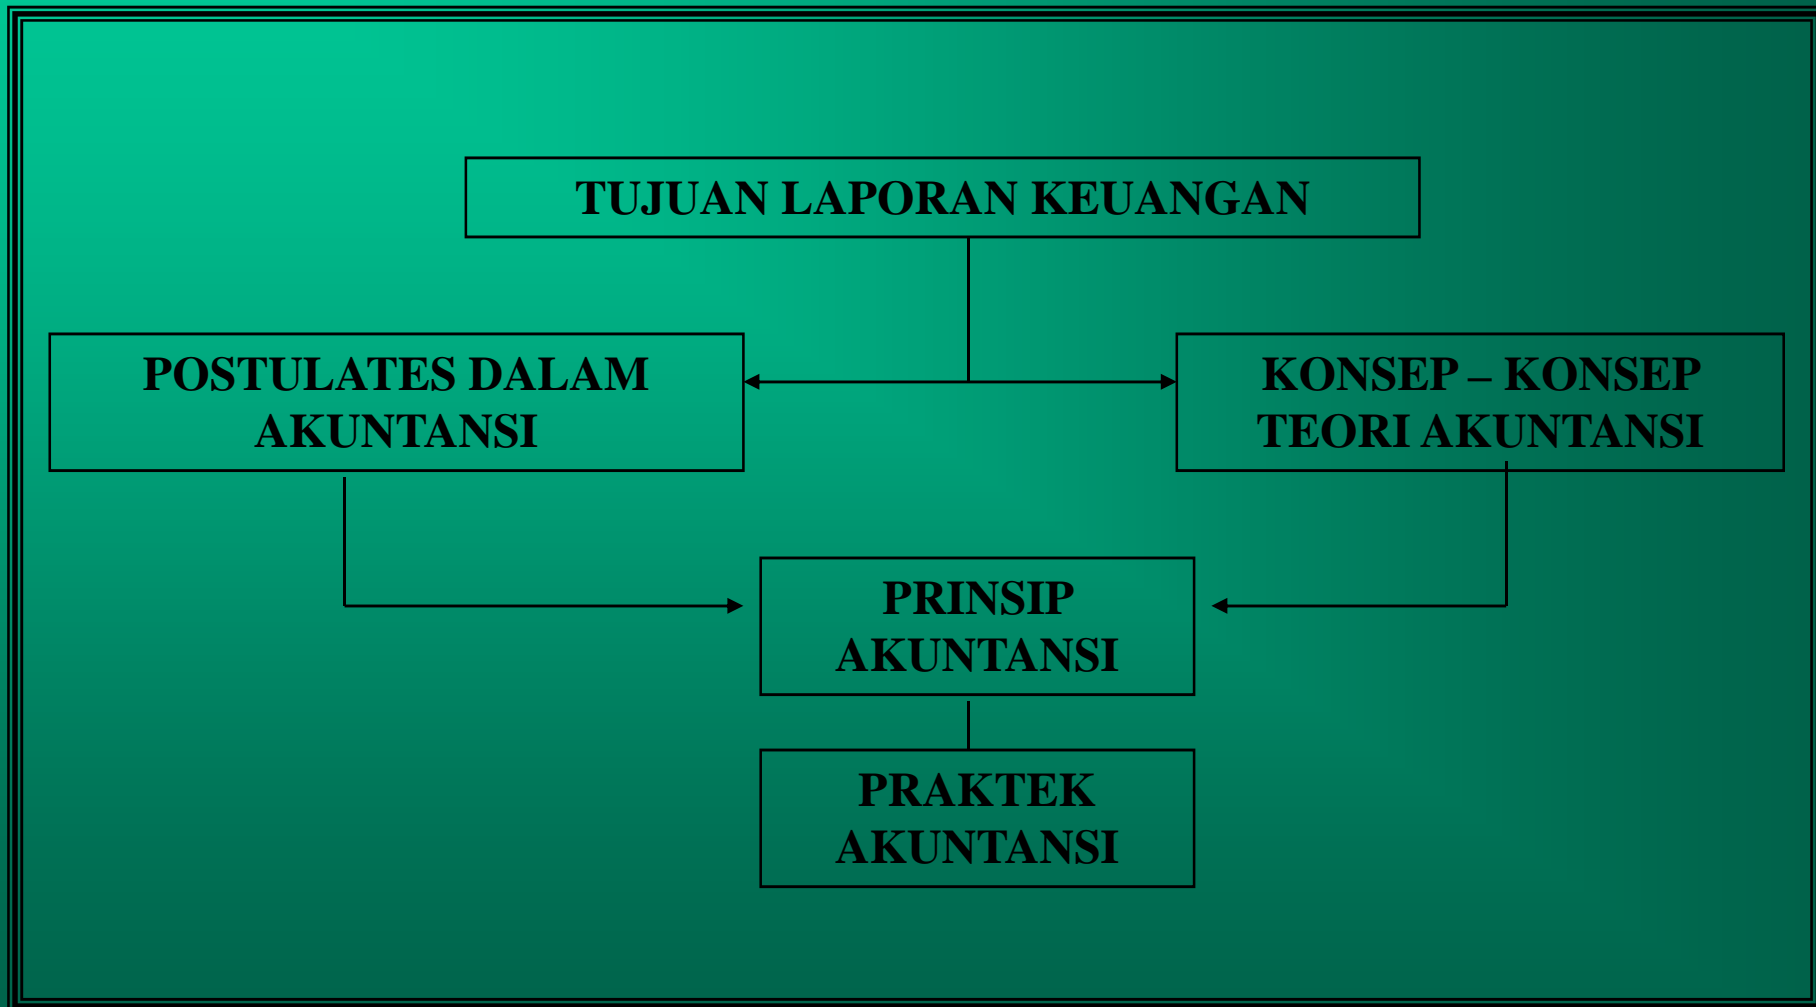 TUJUAN LAPORAN KEUANGAN
POSTULATES DALAM
AKUNTANSI
KONSEP – KONSEP
TEORI AKUNTANSI
PRINSIP
AKUNTANSI
PRAKTEK
AKUNTANSI